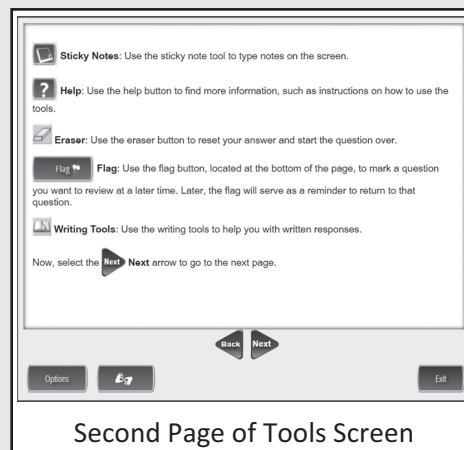 Sticky Notes: Use the sticky note tool to type notes on the screen.
? Help: Use the help button to find more information, such as instructions on how to use the
tools.
Eraser: Use the eraser button to reset your answer and start the question over.
Flag Flag: Use the flag button, located at the bottom of the page, to mark a question
you want to review at a later time. Later, the flag will serve as a reminder to return to that
question.
Writing Tools: Use the writing tools to help you with written responses.
Now, select the Next Next arrow to go to the next page.
Back Next
Options Exit
Second Page of Tools Screen